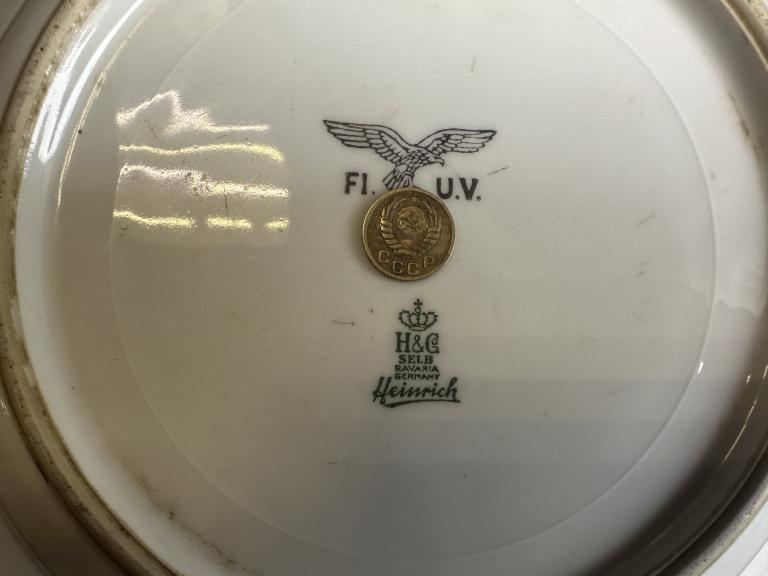 Fl. U.V.
СССР
H&C
SELB
BAVARIA
GERMANY
Heinrich